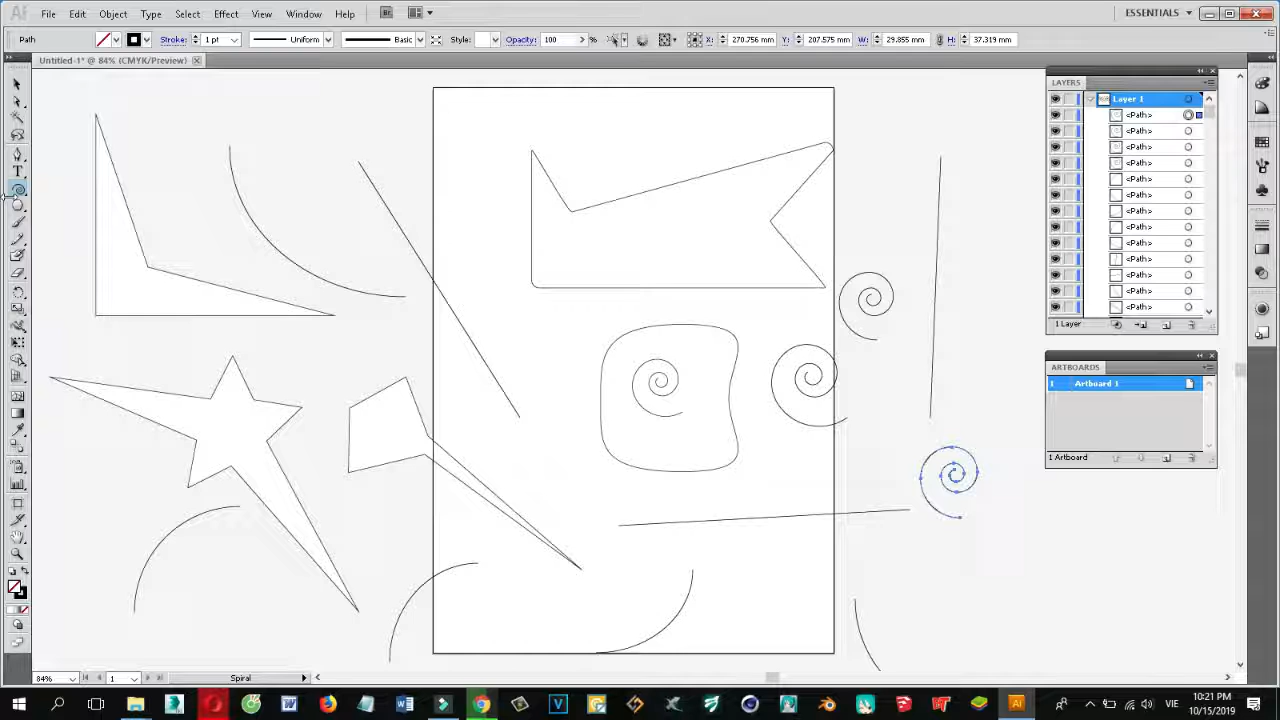 Ai File Edit Object Type Select Effect View Window Help Br ESSENTIALS
Path Stroke: 1 pt Uniform Basic Style: Opacity: 100 % X: 270.756 mm Y: 207.575 mm W: 29.855 mm H: 37.319 mm
Untitled-1* @ 84% (CMYK/Preview)
LAYERS
Layer 1
<Path>
<Path>
<Path>
<Path>
<Path>
<Path>
<Path>
<Path>
<Path>
<Path>
<Path>
<Path>
<Path>
1 Layer
ARTBOARDS
1 Artboard 1
1 Artboard
84% 1 Spiral
VIE 10:21 PM
10/15/2019